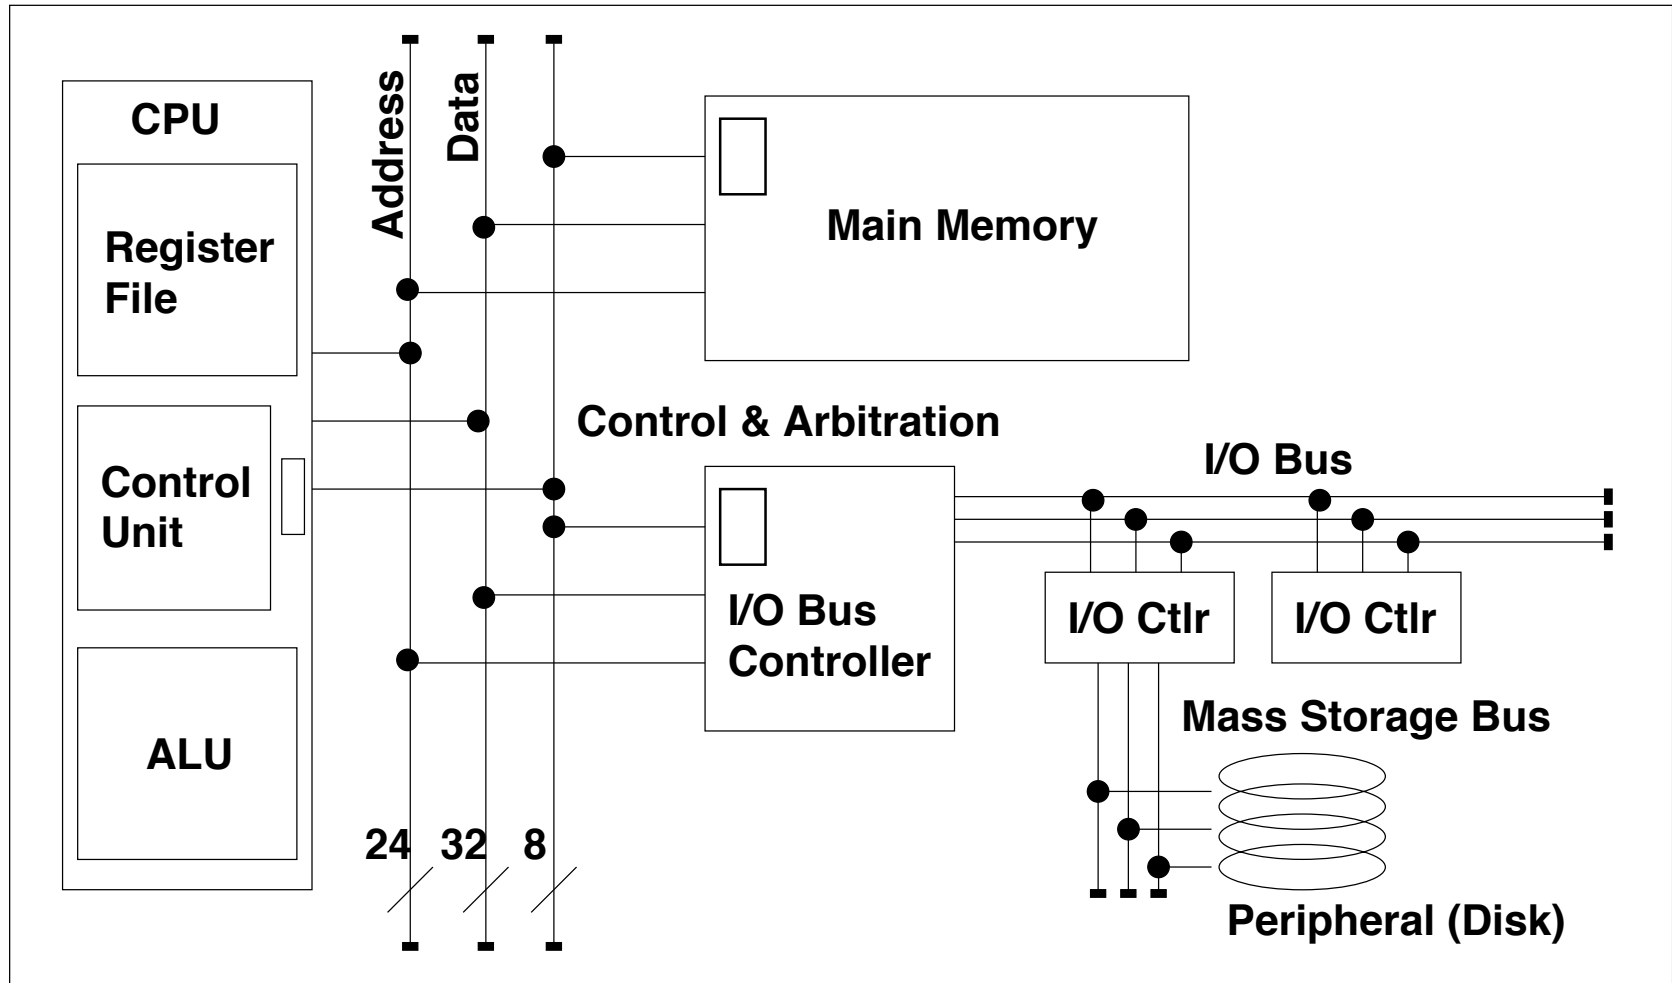 CPU
Register
File
Control
Unit
ALU
Address
Data
24
32
8
Main Memory
Control & Arbitration
I/O Bus
Controller
I/O Bus
I/O Ctlr
I/O Ctlr
Mass Storage Bus
Peripheral (Disk)